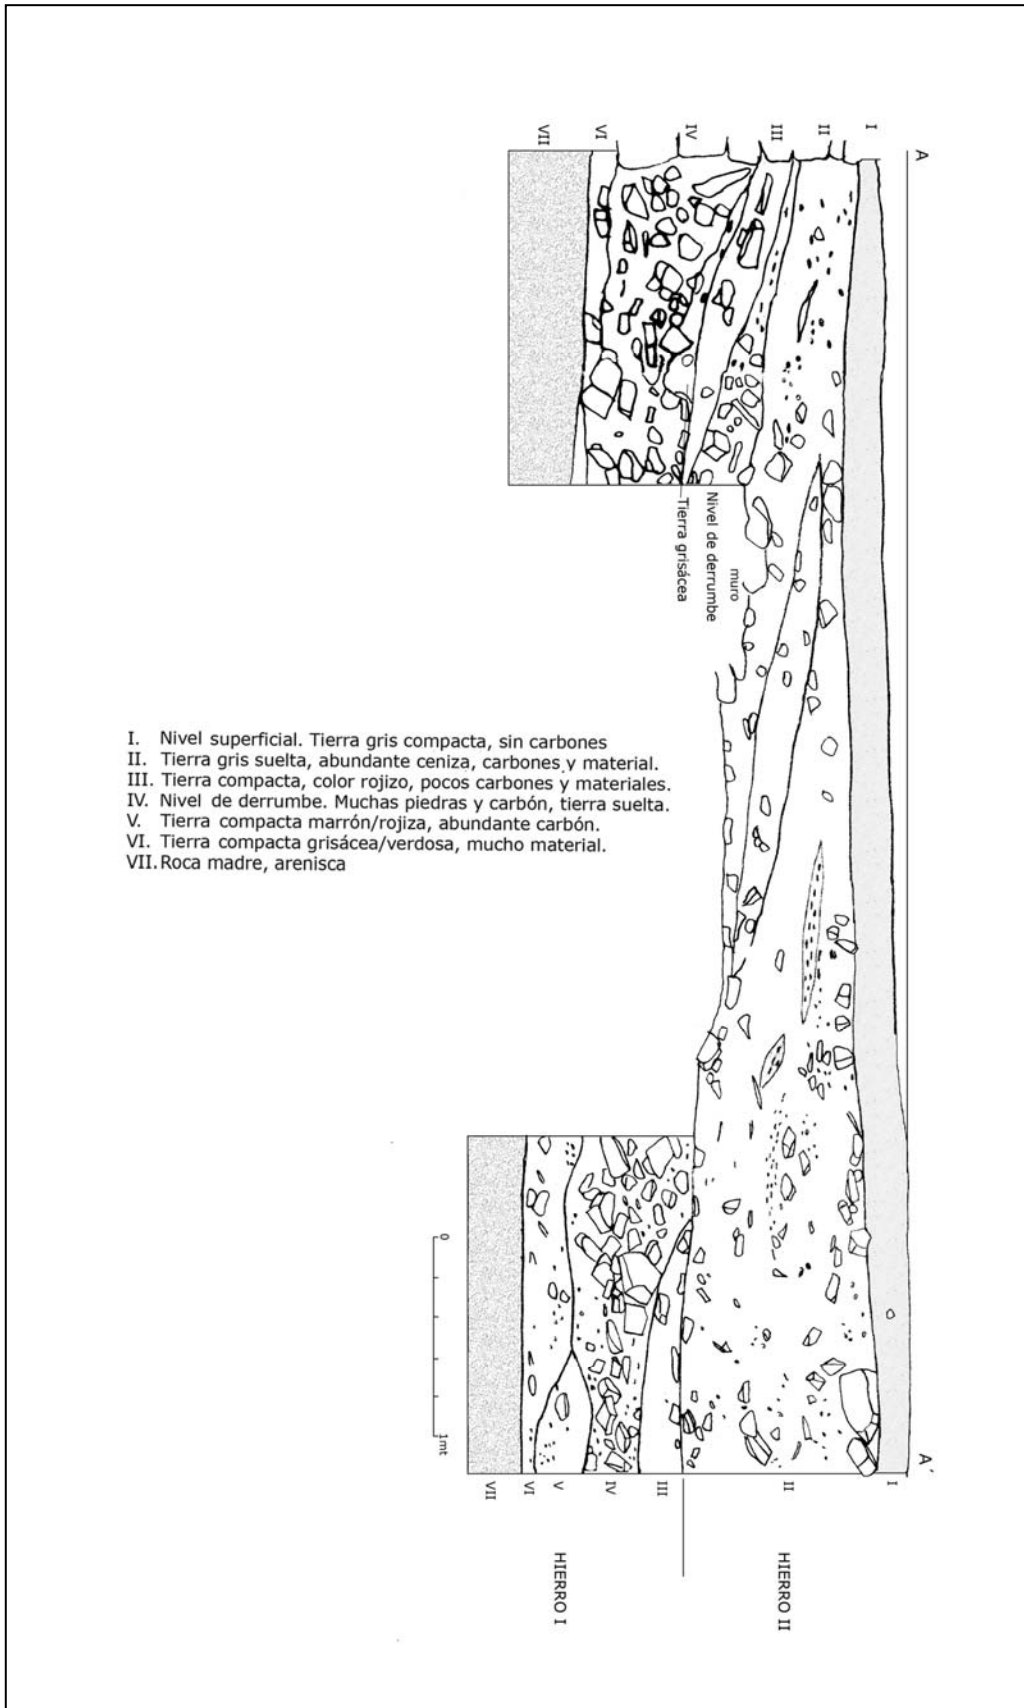 A
I
II
III
IV
VI
VII
muro
Nivel de derrumbe
Tierra grisácea
I. Nivel superficial. Tierra gris compacta, sin carbones
II. Tierra gris suelta, abundante ceniza, carbones y material.
III. Tierra compacta, color rojizo, pocos carbones y materiales.
IV. Nivel de derrumbe. Muchas piedras y carbón, tierra suelta.
V. Tierra compacta marrón/rojiza, abundante carbón.
VI. Tierra compacta grisácea/verdosa, mucho material.
VII. Roca madre, arenisca
0
1mt
A´
I
II
III
IV
V
VI
VII
HIERRO II
HIERRO I